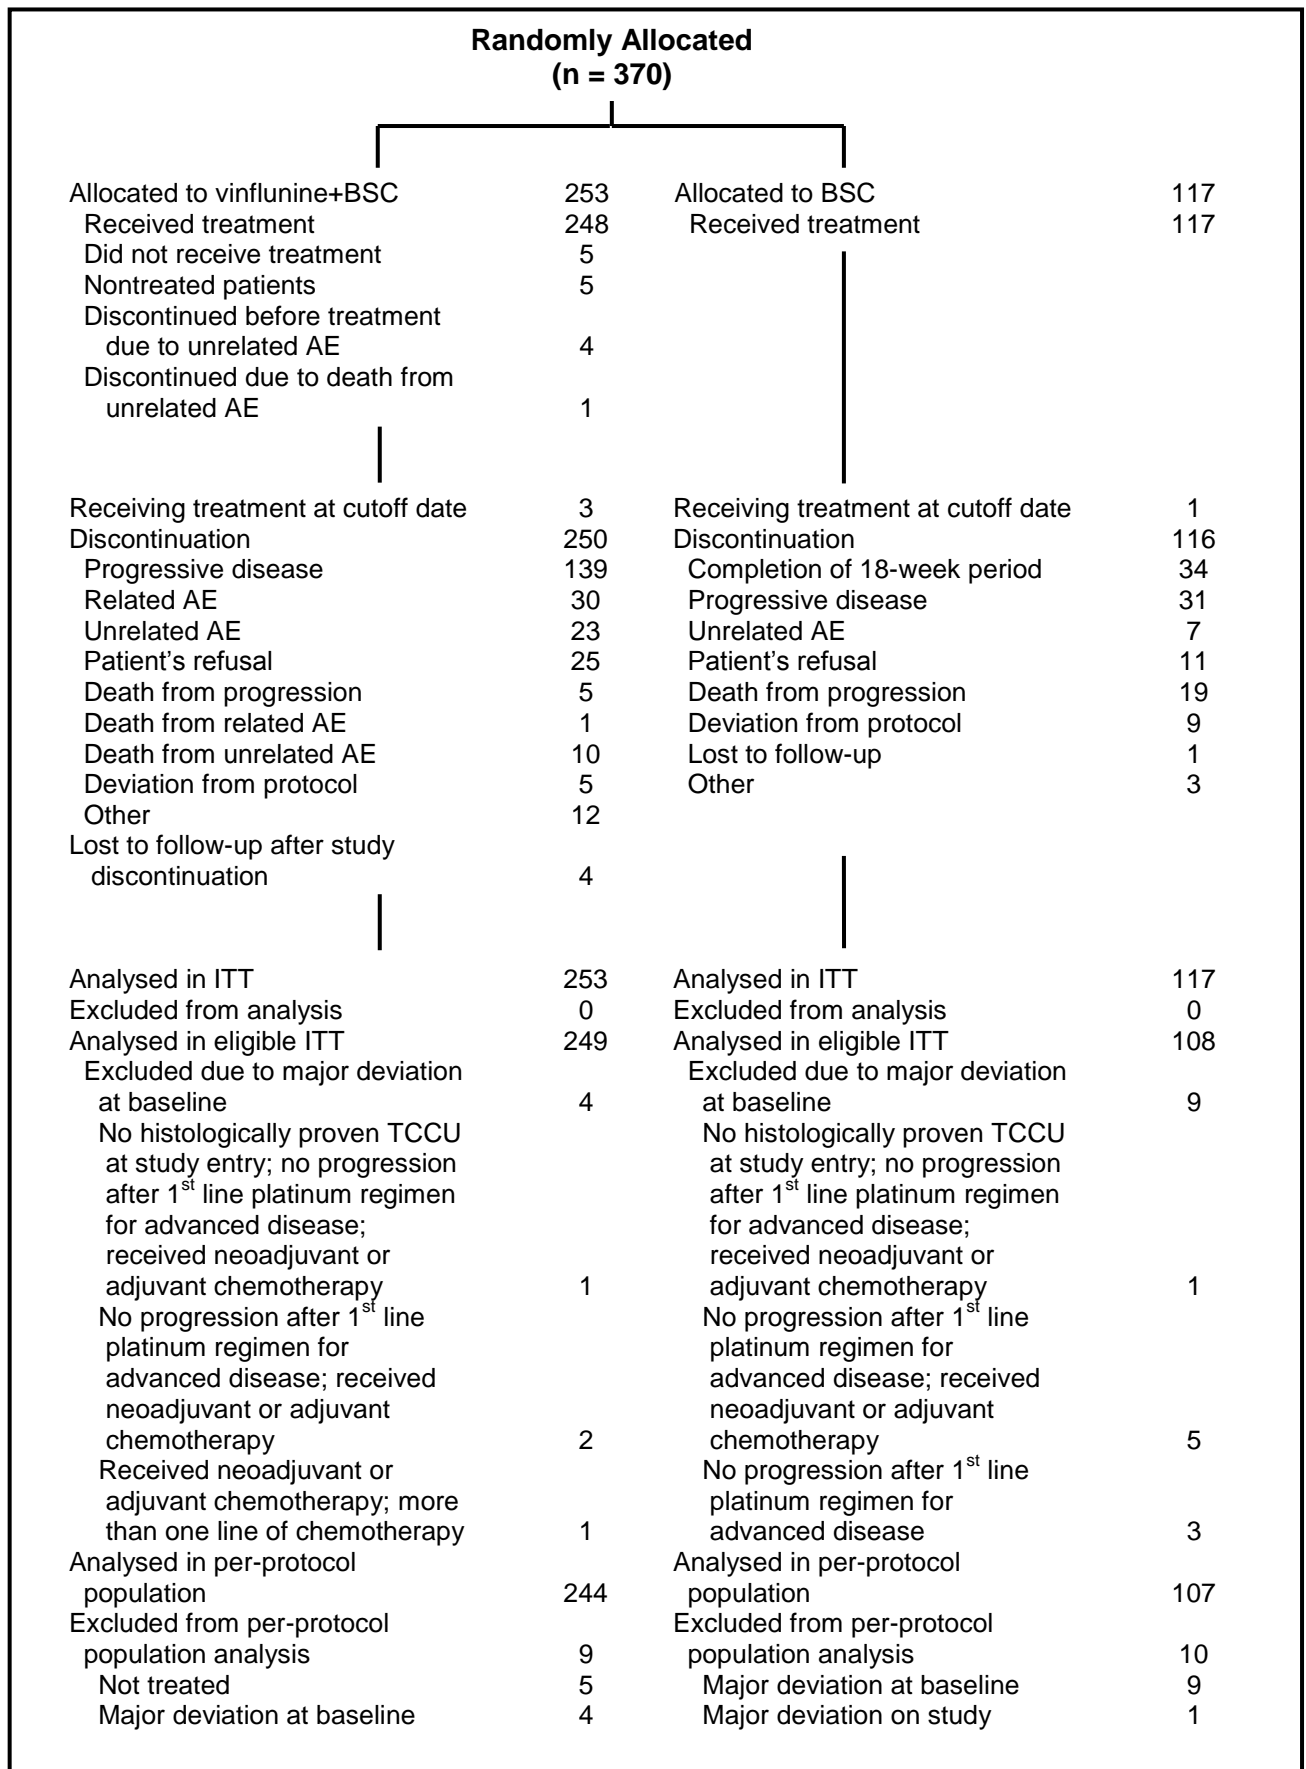 Randomly Allocated
(n = 370)
Allocated to vinflunine+BSC 253
Received treatment 248
Did not receive treatment 5
Nontreated patients 5
Discontinued before treatment
due to unrelated AE 4
Discontinued due to death from
unrelated AE 1
Allocated to BSC 117
Received treatment 117
Receiving treatment at cutoff date 3
Discontinuation 250
Progressive disease 139
Related AE 30
Unrelated AE 23
Patient’s refusal 25
Death from progression 5
Death from related AE 1
Death from unrelated AE 10
Deviation from protocol 5
Other 12
Lost to follow-up after study
discontinuation 4
Receiving treatment at cutoff date 1
Discontinuation 116
Completion of 18-week period 34
Progressive disease 31
Unrelated AE 7
Patient’s refusal 11
Death from progression 19
Deviation from protocol 9
Lost to follow-up 1
Other 3
Analysed in ITT 253
Excluded from analysis 0
Analysed in eligible ITT 249
Excluded due to major deviation
at baseline 4
No histologically proven TCCU
at study entry; no progression
after 1st line platinum regimen
for advanced disease;
received neoadjuvant or
adjuvant chemotherapy 1
No progression after 1st line
platinum regimen for
advanced disease; received
neoadjuvant or adjuvant
chemotherapy 2
Received neoadjuvant or
adjuvant chemotherapy; more
than one line of chemotherapy 1
Analysed in per-protocol
population 244
Excluded from per-protocol
population analysis 9
Not treated 5
Major deviation at baseline 4
Analysed in ITT 117
Excluded from analysis 0
Analysed in eligible ITT 108
Excluded due to major deviation
at baseline 9
No histologically proven TCCU
at study entry; no progression
after 1st line platinum regimen
for advanced disease;
received neoadjuvant or
adjuvant chemotherapy 1
No progression after 1st line
platinum regimen for
advanced disease; received
neoadjuvant or adjuvant
chemotherapy 5
No progression after 1st line
platinum regimen for
advanced disease 3
Analysed in per-protocol
population 107
Excluded from per-protocol
population analysis 10
Major deviation at baseline 9
Major deviation on study 1